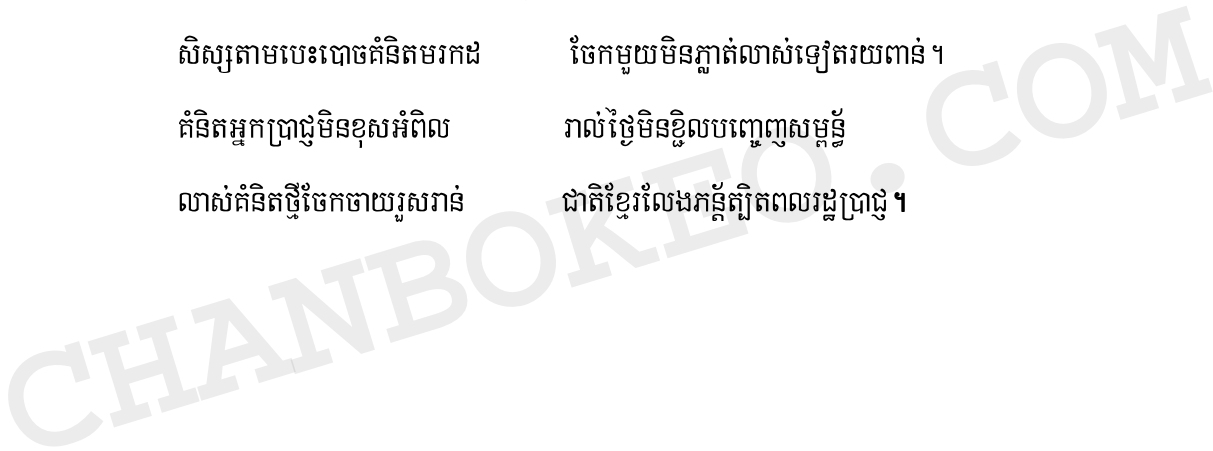 សិស្សតាមបេះបោចគំនិតមរកដ ចែកមួយមិនភ្លាត់លាស់ទៀតរយពាន់។
គំនិតអ្នកប្រាជ្ញមិនខុសអំពិល រាល់ថ្ងៃមិនខ្ជិលបញ្ចេញសម្ពន្ធ័
លាស់គំនិតថ្មីចែកចាយរួសរាន់ ជាតិខ្មែរលែងភន្ត័ត្បិតពលរដ្ឋប្រាជ្ញ។
CHANBOKEO.COM